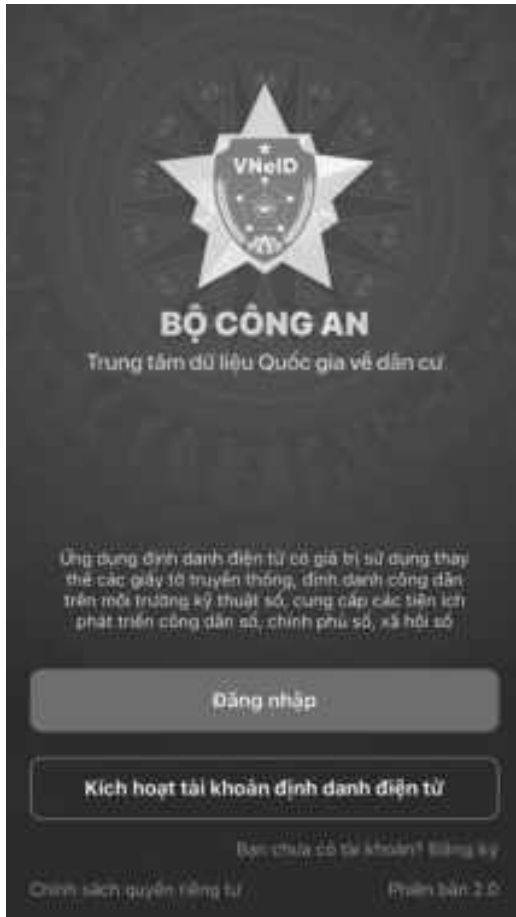 VNeID
BỘ CÔNG AN
Trung tâm dữ liệu Quốc gia về dân cư
Ứng dụng định danh điện tử có giá trị sử dụng thay
thế các giấy tờ truyền thống, định danh công dân
trên môi trường kỹ thuật số, cung cấp các tiện ích
phát triển công dân số, chính phủ số, xã hội số
Đăng nhập
Kích hoạt tài khoản định danh điện tử
Bạn chưa có tài khoản? Đăng ký
Chính sách quyền riêng tư
Phiên bản 2.0